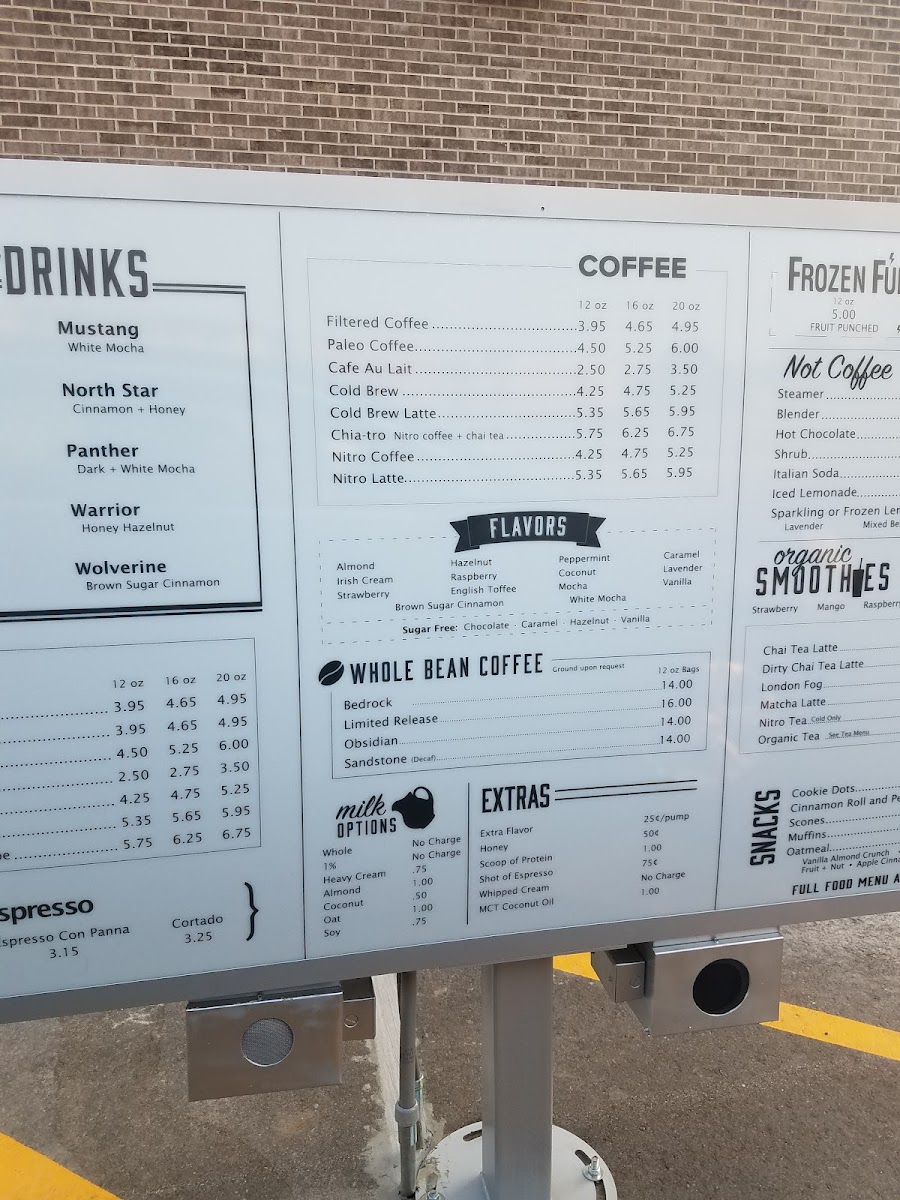 DRINKS
Mustang
White Mocha
North Star
Cinnamon + Honey
Panther
Dark + White Mocha
Warrior
Honey Hazelnut
Wolverine
Brown Sugar Cinnamon
12 oz 16 oz 20 oz
3.95 4.65 4.95
3.95 4.65 4.95
4.50 5.25 6.00
2.50 2.75 3.50
4.25 4.75 5.25
5.35 5.65 5.95
5.75 6.25 6.75
spresso
Espresso Con Panna
3.15
Cortado
3.25
COFFEE
12 oz 16 oz 20 oz
Filtered Coffee 3.95 4.65 4.95
Paleo Coffee 4.50 5.25 6.00
Cafe Au Lait 2.50 2.75 3.50
Cold Brew 4.25 4.75 5.25
Cold Brew Latte 5.35 5.65 5.95
Chia-tro Nitro coffee + chai tea 5.75 6.25 6.75
Nitro Coffee 4.25 4.75 5.25
Nitro Latte 5.35 5.65 5.95
FLAVORS
Almond Hazelnut Peppermint Caramel
Irish Cream Raspberry Coconut Lavender
Strawberry English Toffee Mocha Vanilla
Brown Sugar Cinnamon White Mocha
Sugar Free: Chocolate · Caramel · Hazelnut · Vanilla
WHOLE BEAN COFFEE Ground upon request 12 oz Bags
Bedrock 14.00
Limited Release 16.00
Obsidian 14.00
Sandstone (Decaf) 14.00
milk
OPTIONS
Whole No Charge
1% No Charge
Heavy Cream .75
Almond 1.00
Coconut .50
Oat 1.00
Soy .75
EXTRAS
Extra Flavor 25¢/pump
Honey 50¢
Scoop of Protein 1.00
Shot of Espresso 75¢
Whipped Cream No Charge
MCT Coconut Oil 1.00
FROZEN FU
12 oz
5.00
FRUIT PUNCHED
Not Coffee
Steamer
Blender
Hot Chocolate
Shrub
Italian Soda
Iced Lemonade
Sparkling or Frozen Lem
Lavender Mixed Be
organic
SMOOTHIES
Strawberry Mango Raspberr
Chai Tea Latte
Dirty Chai Tea Latte
London Fog
Matcha Latte
Nitro Tea Cold Only
Organic Tea See Tea Menu
SNACKS
Cookie Dots
Cinnamon Roll and Pe
Scones
Muffins
Oatmeal
Vanilla Almond Crunch
Fruit + Nut • Apple Cinna
FULL FOOD MENU A